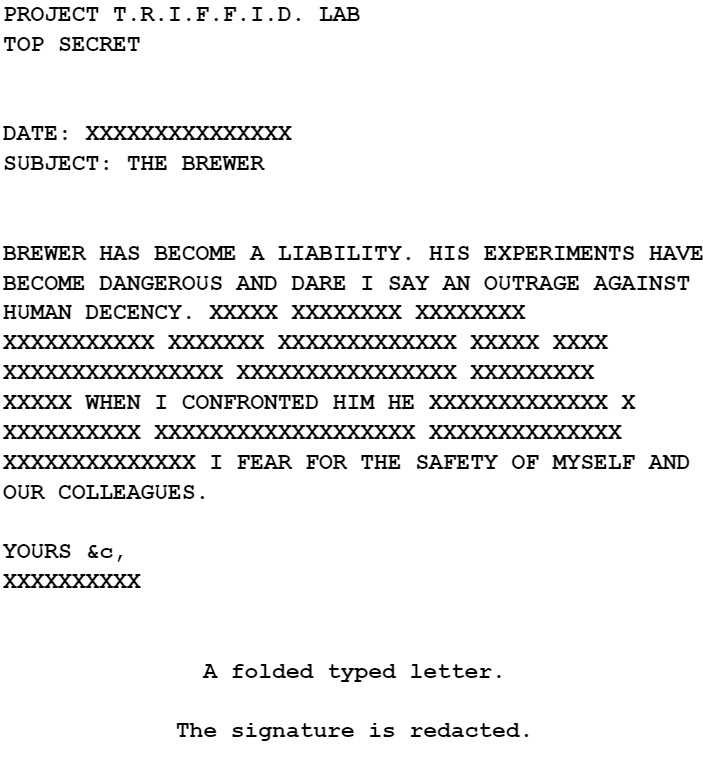 PROJECT T.R.I.F.F.I.D. LAB
TOP SECRET
DATE: XXXXXXXXXXXXXXX
SUBJECT: THE BREWER
BREWER HAS BECOME A LIABILITY. HIS EXPERIMENTS HAVE
BECOME DANGEROUS AND DARE I SAY AN OUTRAGE AGAINST
HUMAN DECENCY. XXXXX XXXXXXXX XXXXXXXX
XXXXXXXXXXX XXXXXXX XXXXXXXXXXXXX XXXXX XXXX
XXXXXXXXXXXXXXXX XXXXXXXXXXXXXXXX XXXXXXXXX
XXXXX WHEN I CONFRONTED HIM HE XXXXXXXXXXXXX X
XXXXXXXXXX XXXXXXXXXXXXXXXXXXX XXXXXXXXXXXXXX
XXXXXXXXXXXXXX I FEAR FOR THE SAFETY OF MYSELF AND
OUR COLLEAGUES.
YOURS &c,
XXXXXXXXXX
A folded typed letter.
The signature is redacted.